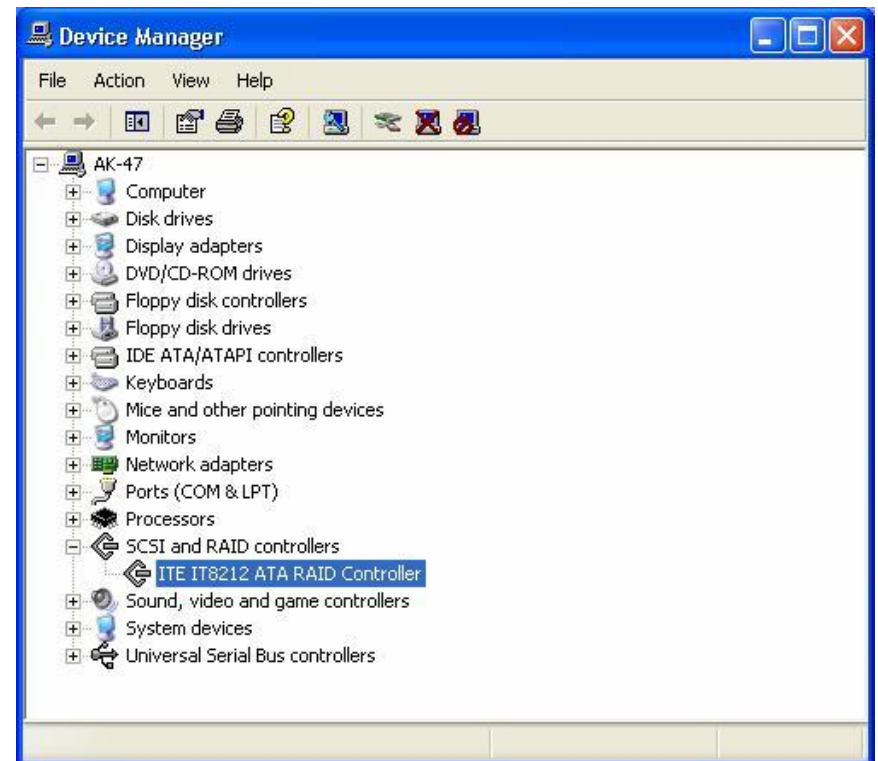 Device Manager
File Action View Help
AK-47
Computer
Disk drives
Display adapters
DVD/CD-ROM drives
Floppy disk controllers
Floppy disk drives
IDE ATA/ATAPI controllers
Keyboards
Mice and other pointing devices
Monitors
Network adapters
Ports (COM & LPT)
Processors
SCSI and RAID controllers
ITE IT8212 ATA RAID Controller
Sound, video and game controllers
System devices
Universal Serial Bus controllers